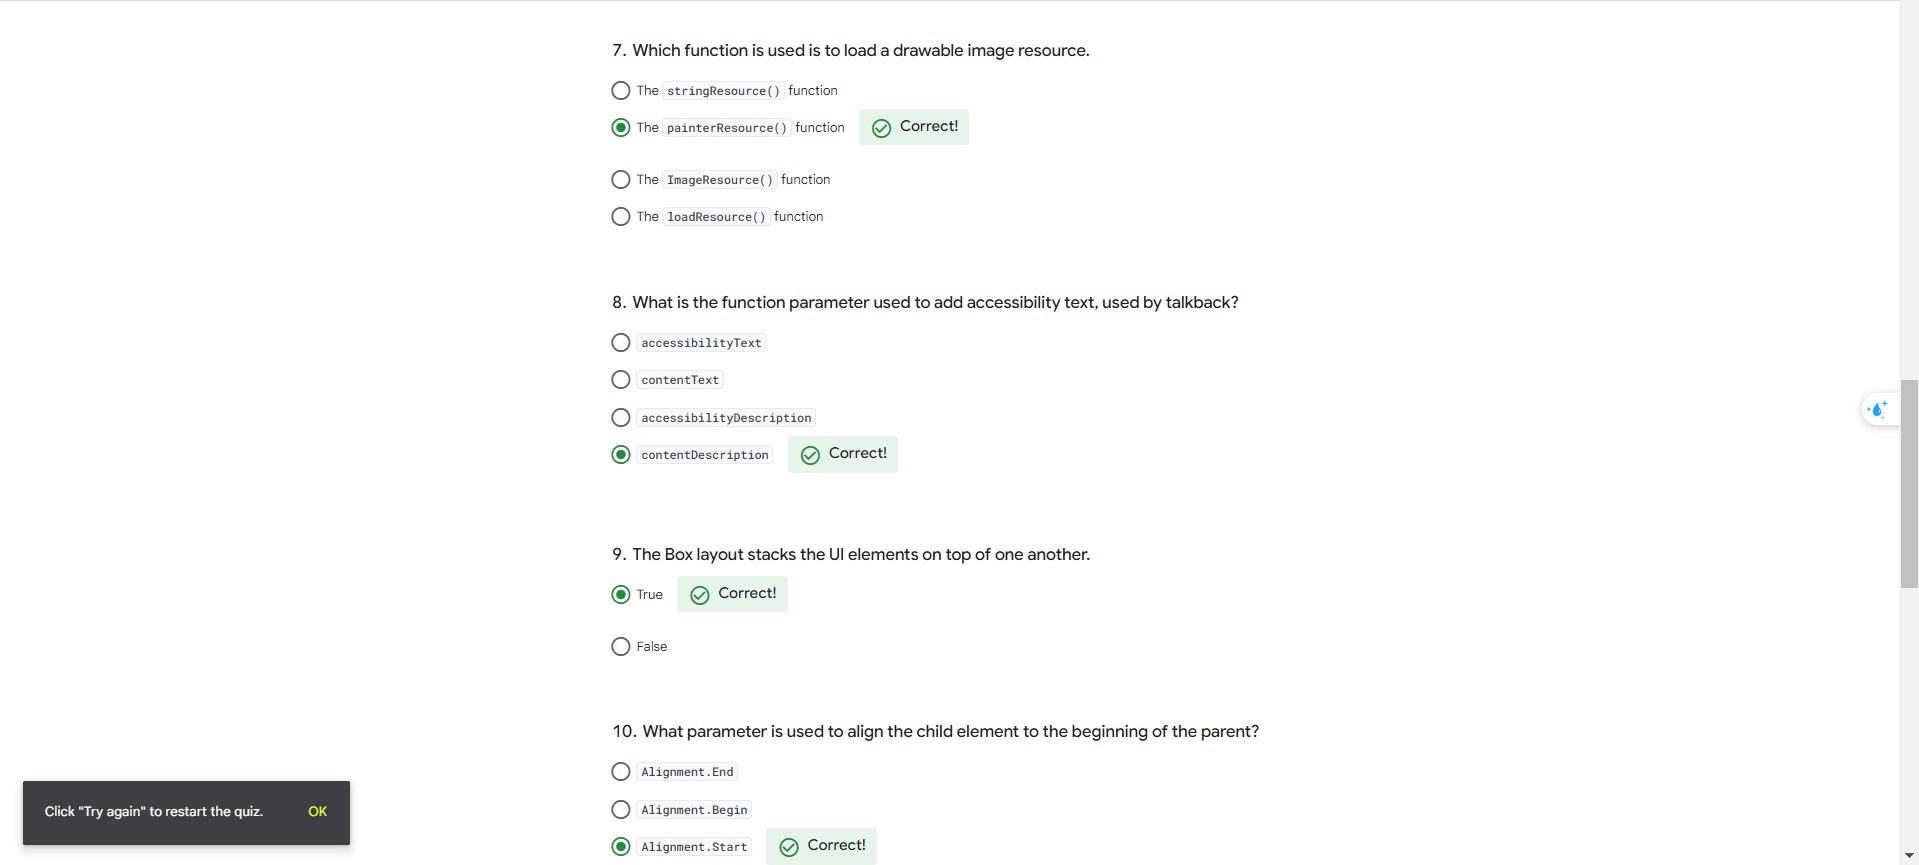 7. Which function is used is to load a drawable image resource.
The stringResource() function
The painterResource() function Correct!
The ImageResource() function
The loadResource() function
8. What is the function parameter used to add accessibility text, used by talkback?
accessibilityText
contentText
accessibilityDescription
contentDescription Correct!
9. The Box layout stacks the UI elements on top of one another.
True Correct!
False
10. What parameter is used to align the child element to the beginning of the parent?
Alignment.End
Alignment.Begin
Alignment.Start Correct!
Click "Try again" to restart the quiz. OK